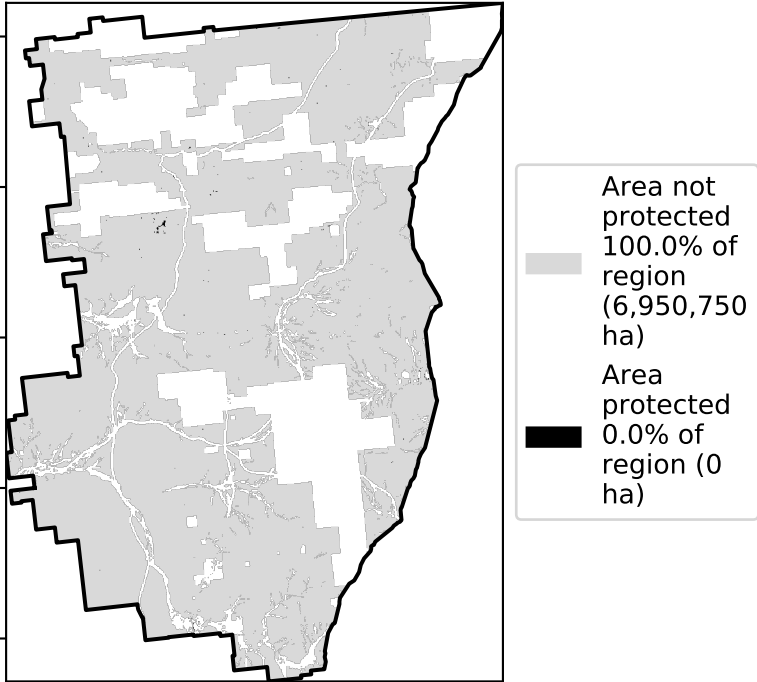 Area not
protected
100.0% of
region
(6,950,750
ha)
Area
protected
0.0% of
region (0
ha)